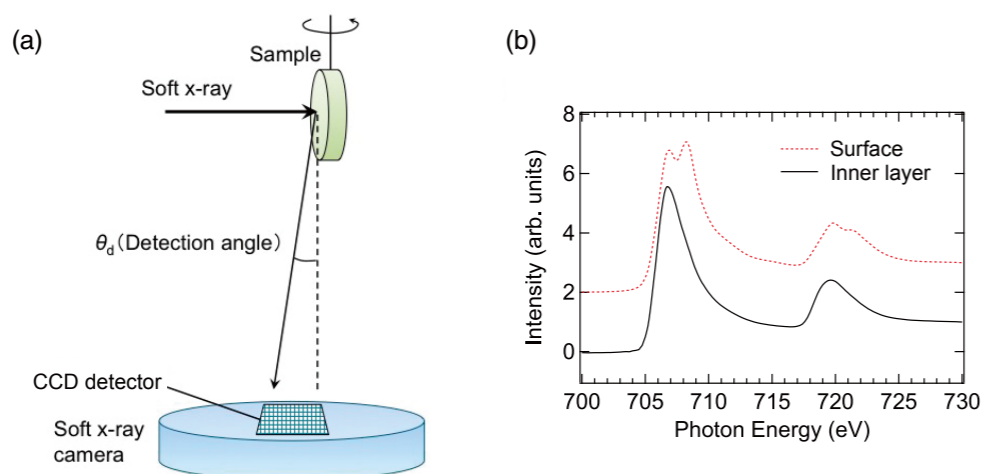 (a)
Sample
Soft x-ray
θd（Detection angle）
CCD detector
Soft x-ray
camera
(b)
8
6
4
2
0
Intensity (arb. units)
Surface
Inner layer
700 705 710 715 720 725 730
Photon Energy (eV)